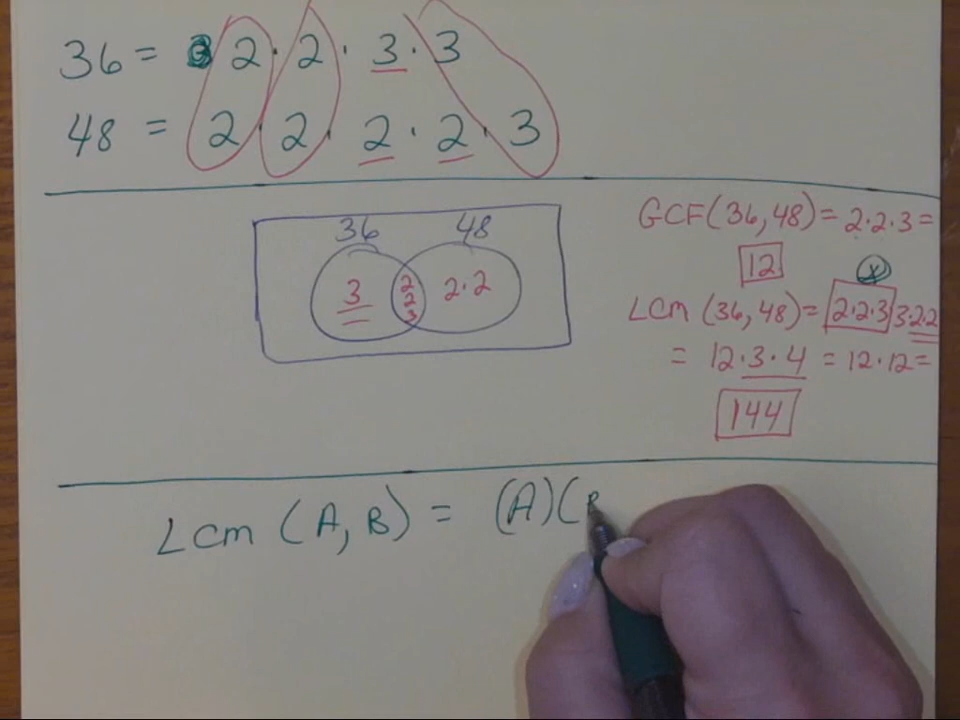 36 = 2 · 2 · 3 · 3
48 = 2 · 2 · 2 · 2 · 3
36 48
3 2 2 3 2·2
GCF(36,48) = 2·2·3 =
12
x
LCM (36,48) = 2·2·3 3·2·2
= 12·3·4 = 12·12 =
144
LCM (A, B) = (A)(B